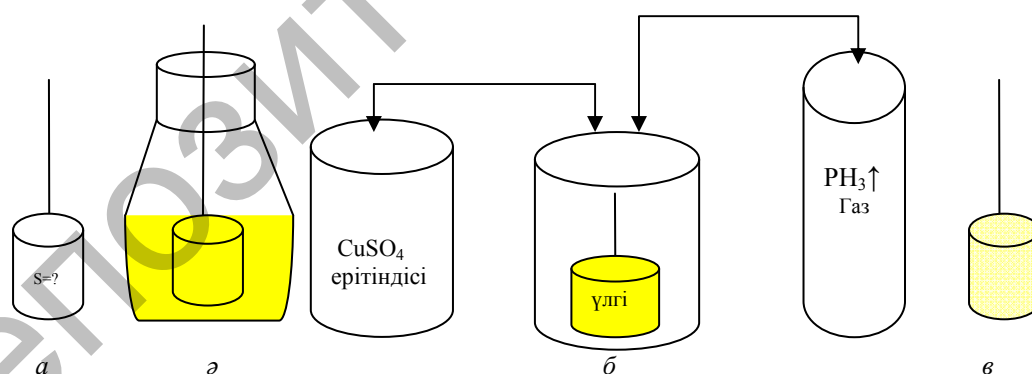 S=?
CuSO₄
ерітіндісі
үлгі
PH₃↑
Газ
а ә б в